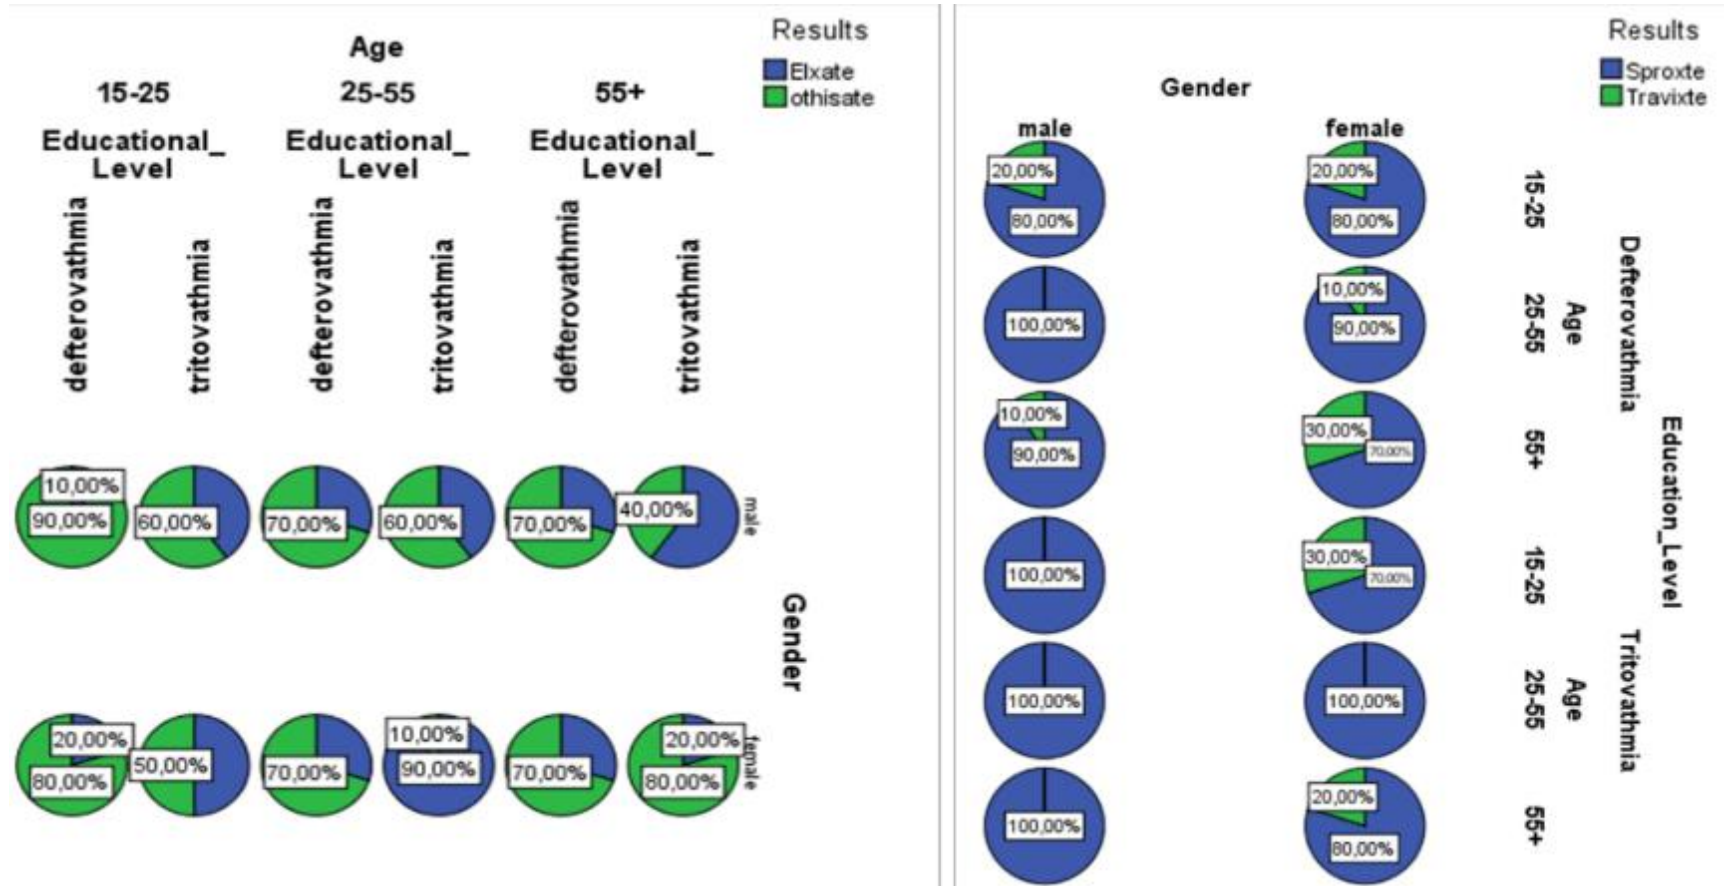 Age
15-25
25-55
55+
Educational_
Level
Educational_
Level
Educational_
Level
defterovathmia
tritovathmia
defterovathmia
tritovathmia
defterovathmia
tritovathmia
Results
Elxate
othisate
10,00%
90,00%
60,00%
70,00%
60,00%
70,00%
40,00%
male
20,00%
80,00%
50,00%
70,00%
10,00%
90,00%
70,00%
20,00%
80,00%
female
Gender
Results
Sproxte
Travixte
Gender
male
female
20,00%
80,00%
20,00%
80,00%
15-25
100,00%
10,00%
90,00%
25-55
Age
Defterovathmia
10,00%
90,00%
30,00%
70,00%
55+
Education_Level
100,00%
30,00%
70,00%
15-25
100,00%
100,00%
25-55
Age
Tritovathmia
100,00%
20,00%
80,00%
55+